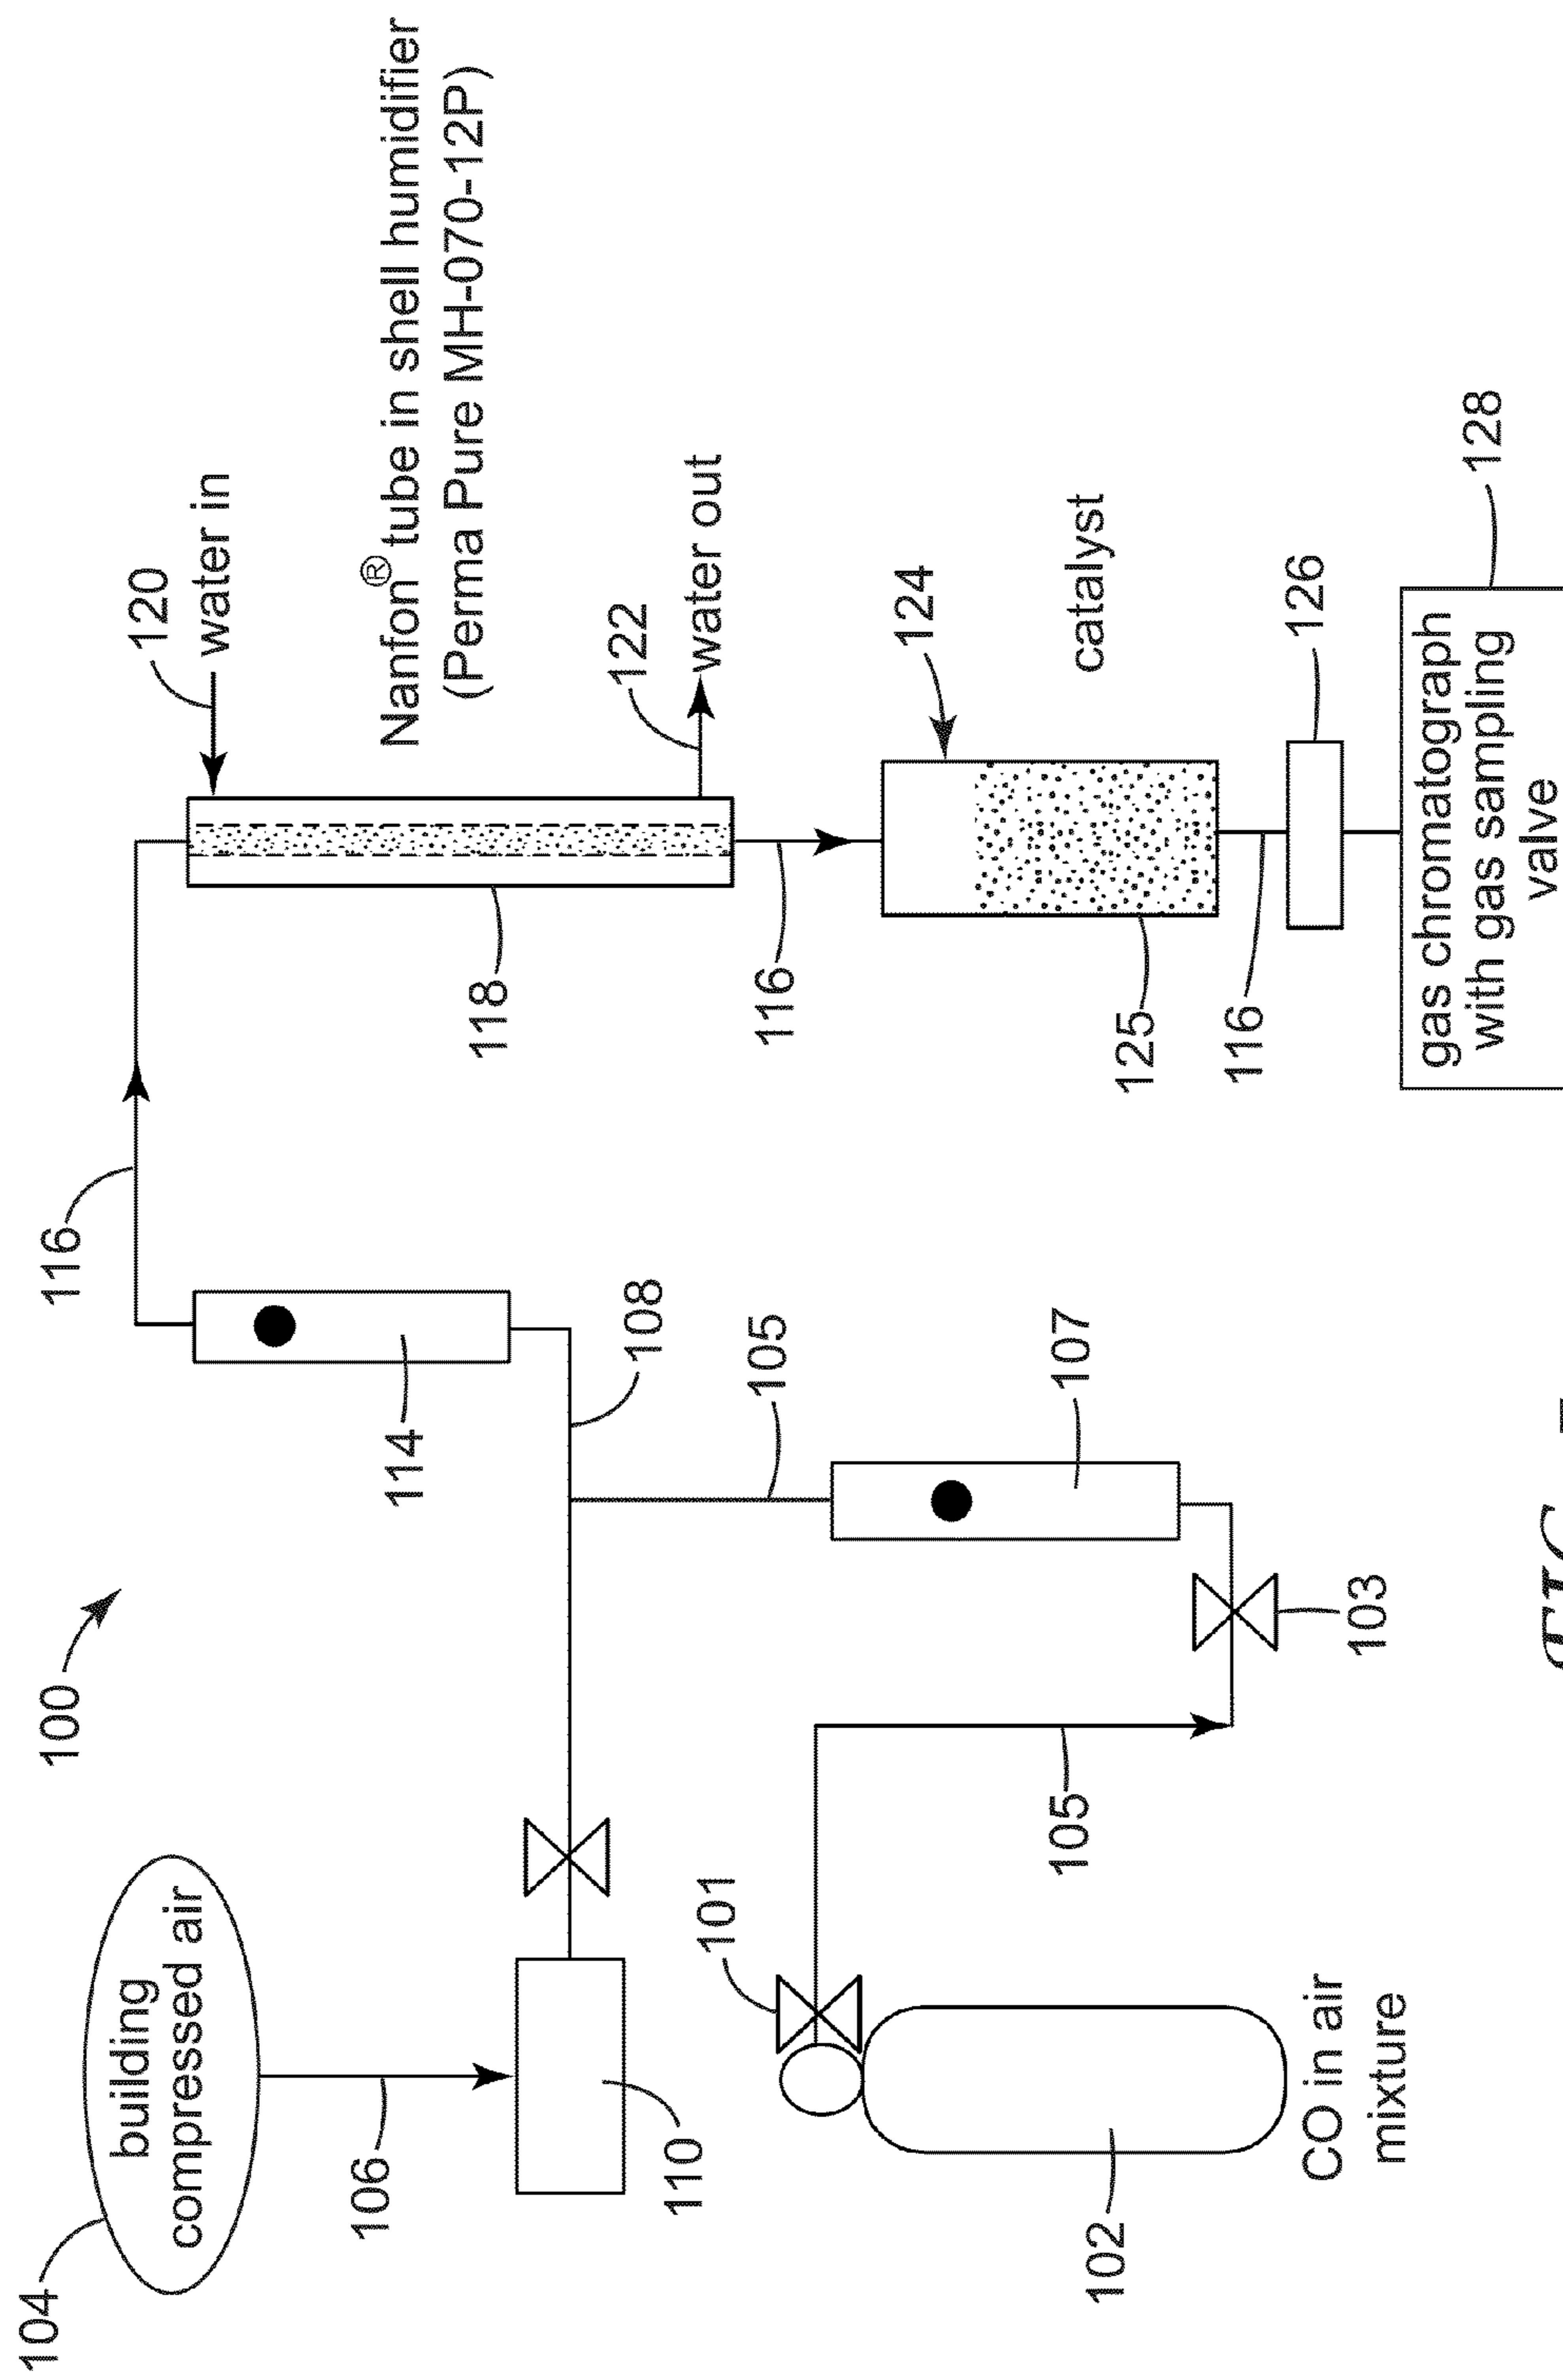 100
104
building
compressed air
106
110
101
102
CO in air
mixture
105
103
107
105
108
114
116
118
120
water in
Nanfon® tube in shell humidifier
(Perma Pure MH-070-12P)
122
water out
116
124
catalyst
125
116
126
128
gas chromatograph
with gas sampling
valve